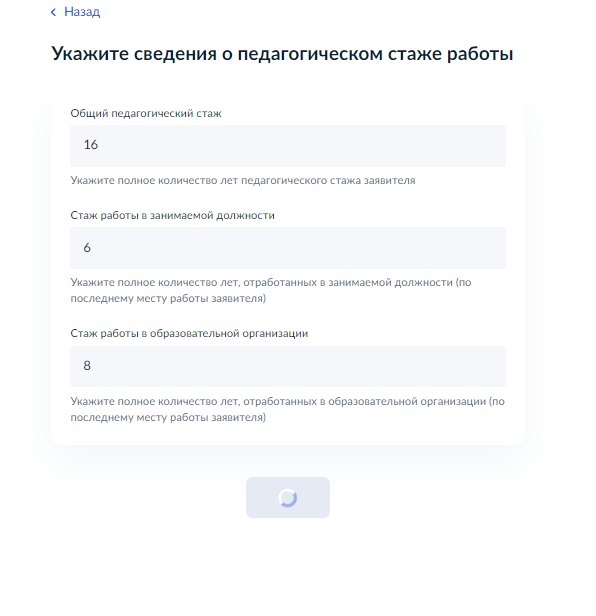 Назад
Укажите сведения о педагогическом стаже работы
Общий педагогический стаж
16
Укажите полное количество лет педагогического стажа заявителя
Стаж работы в занимаемой должности
6
Укажите полное количество лет, отработанных в занимаемой должности (по
последнему месту работы заявителя)
Стаж работы в образовательной организации
8
Укажите полное количество лет, отработанных в образовательной организации (по
последнему месту работы заявителя)